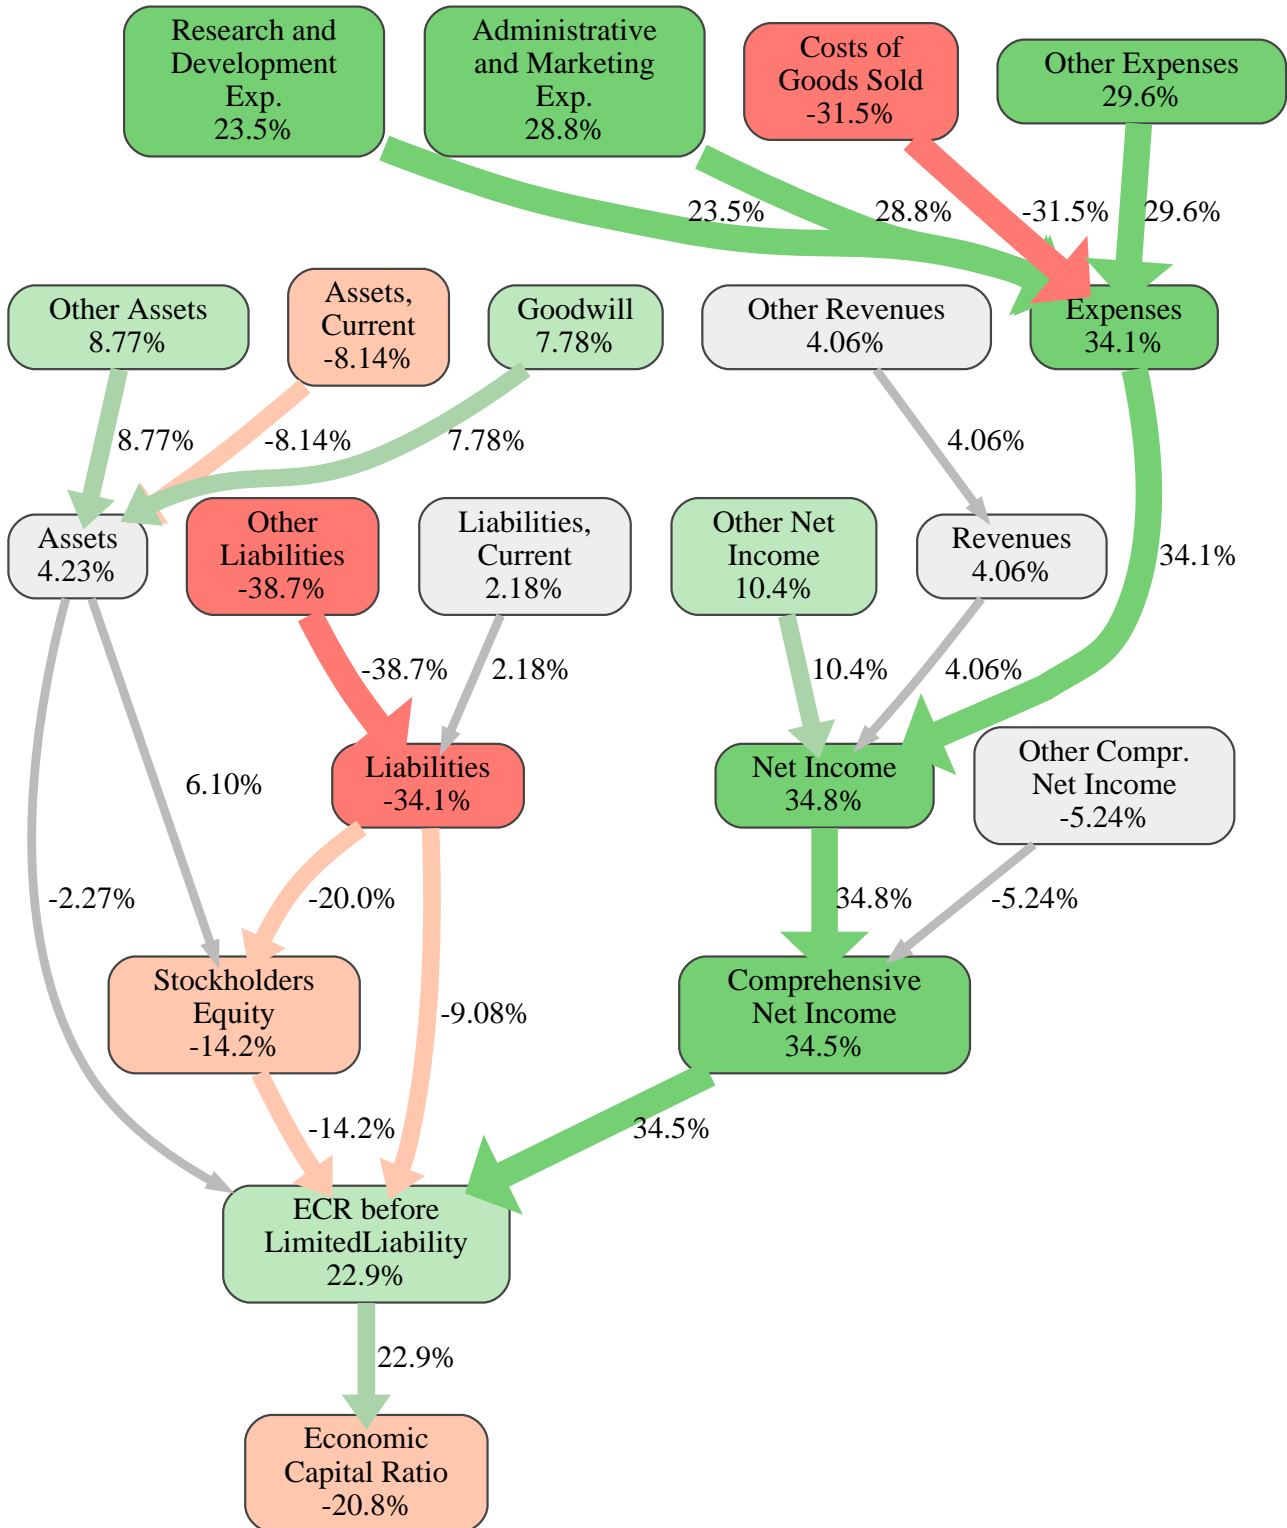 Research and
Development
Exp.
23.5%
Administrative
and Marketing
Exp.
28.8%
Costs of
Goods Sold
-31.5%
Other Expenses
29.6%
23.5%
28.8%
-31.5%
29.6%
Other Assets
8.77%
Assets,
Current
-8.14%
Goodwill
7.78%
Other Revenues
4.06%
Expenses
34.1%
8.77%
-8.14%
7.78%
4.06%
34.1%
Assets
4.23%
Other
Liabilities
-38.7%
Liabilities,
Current
2.18%
Other Net
Income
10.4%
Revenues
4.06%
-38.7%
2.18%
10.4%
4.06%
6.10%
Liabilities
-34.1%
Net Income
34.8%
Other Compr.
Net Income
-5.24%
-2.27%
-20.0%
-9.08%
34.8%
-5.24%
Stockholders
Equity
-14.2%
Comprehensive
Net Income
34.5%
-14.2%
34.5%
ECR before
LimitedLiability
22.9%
22.9%
Economic
Capital Ratio
-20.8%